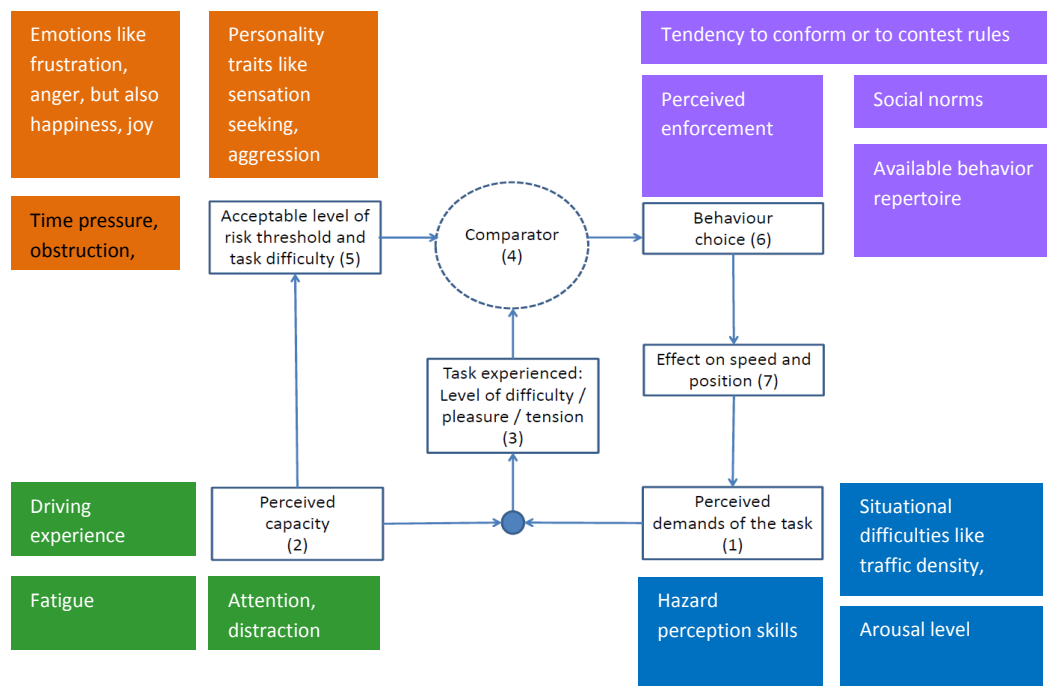 Emotions like
frustration,
anger, but also
happiness, joy
Personality
traits like
sensation
seeking,
aggression
Tendency to conform or to contest rules
Perceived
enforcement
Social norms
Available behavior
repertoire
Time pressure,
obstruction,
Acceptable level of
risk threshold and
task difficulty (5)
Comparator
(4)
Behaviour
choice (6)
Task experienced:
Level of difficulty /
pleasure / tension
(3)
Effect on speed and
position (7)
Driving
experience
Perceived
capacity
(2)
Perceived
demands of the task
(1)
Situational
difficulties like
traffic density,
Fatigue
Attention,
distraction
Hazard
perception skills
Arousal level